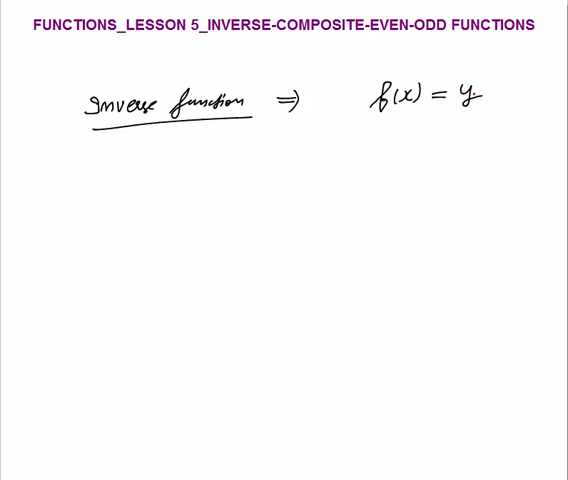 FUNCTIONS_LESSON 5_INVERSE-COMPOSITE-EVEN-ODD FUNCTIONS
Inverse function ⇒ f(x) = y